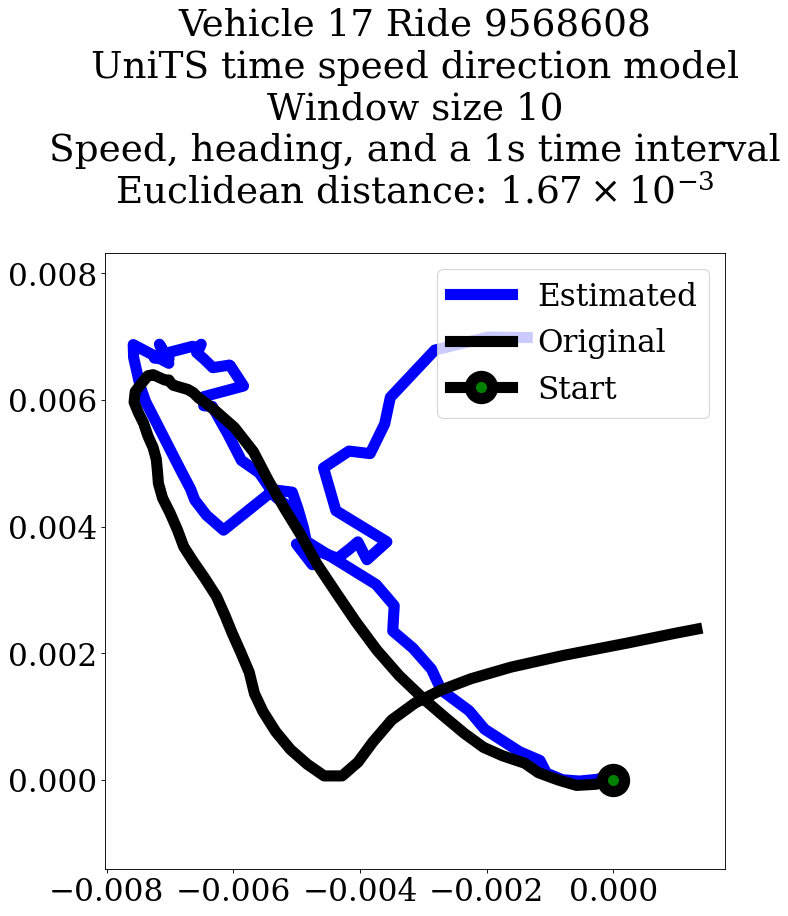 Vehicle 17 Ride 9568608
UniTS time speed direction model
Window size 10
Speed, heading, and a 1s time interval
Euclidean distance: 1.67 × 10⁻³
0.008
0.006
0.004
0.002
0.000
Estimated
Original
Start
−0.008 −0.006 −0.004 −0.002 0.000